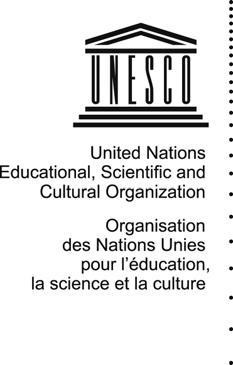 UNESCO
United Nations
Educational, Scientific and
Cultural Organization
Organisation
des Nations Unies
pour l'éducation,
la science et la culture